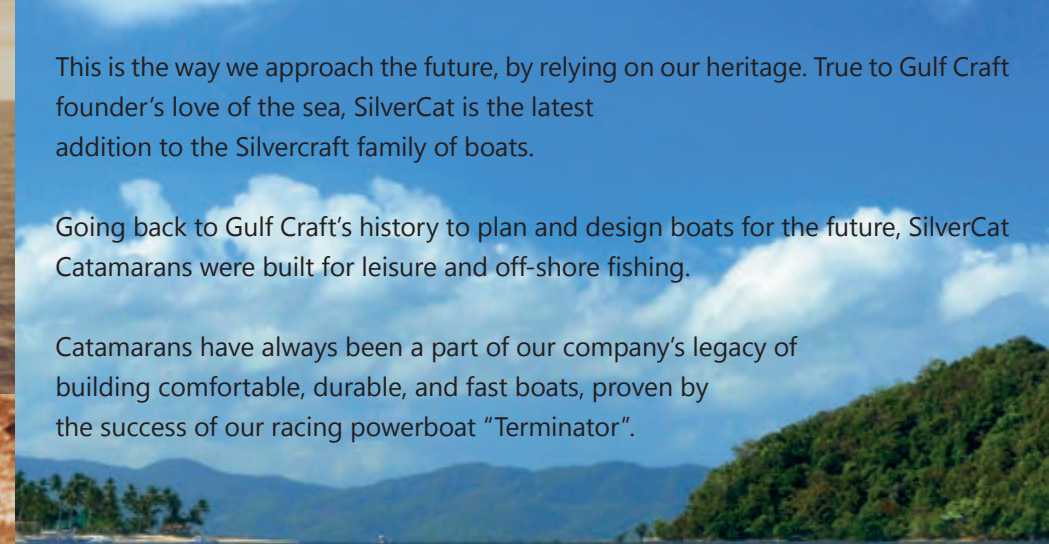 This is the way we approach the future, by relying on our heritage. True to Gulf Craft
founder’s love of the sea, SilverCat is the latest
addition to the Silvercraft family of boats.
Going back to Gulf Craft’s history to plan and design boats for the future, SilverCat
Catamarans were built for leisure and off-shore fishing.
Catamarans have always been a part of our company’s legacy of
building comfortable, durable, and fast boats, proven by
the success of our racing powerboat “Terminator”.